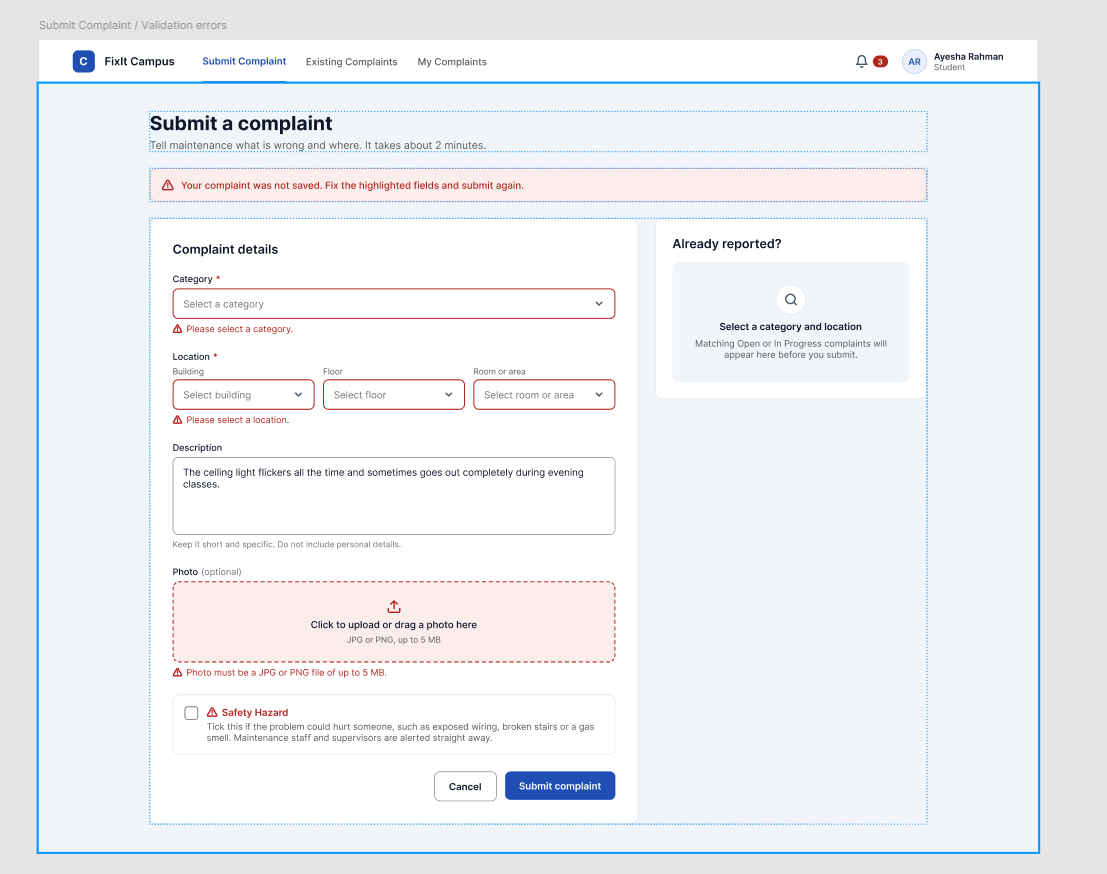 Submit Complaint / Validation errors
C FixIt Campus Submit Complaint Existing Complaints My Complaints 3 AR Ayesha Rahman
Student
Submit a complaint
Tell maintenance what is wrong and where. It takes about 2 minutes.
Your complaint was not saved. Fix the highlighted fields and submit again.
Complaint details
Category *
Select a category
Please select a category.
Location *
Building Floor Room or area
Select building Select floor Select room or area
Please select a location.
Description
The ceiling light flickers all the time and sometimes goes out completely during evening
classes.
Keep it short and specific. Do not include personal details.
Photo (optional)
Click to upload or drag a photo here
JPG or PNG, up to 5 MB
Photo must be a JPG or PNG file of up to 5 MB.
Safety Hazard
Tick this if the problem could hurt someone, such as exposed wiring, broken stairs or a gas
smell. Maintenance staff and supervisors are alerted straight away.
Cancel Submit complaint
Already reported?
Select a category and location
Matching Open or In Progress complaints will
appear here before you submit.